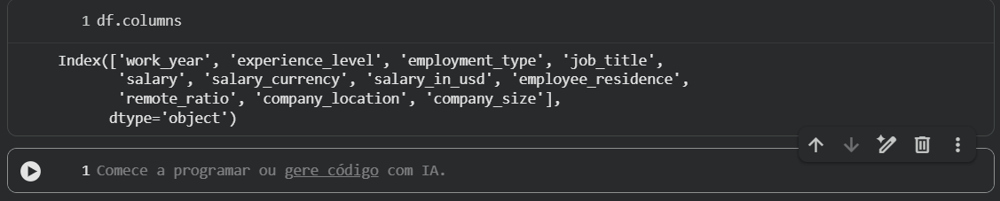 1 df.columns
Index(['work_year', 'experience_level', 'employment_type', 'job_title',
'salary', 'salary_currency', 'salary_in_usd', 'employee_residence',
'remote_ratio', 'company_location', 'company_size'],
dtype='object')
1 Comece a programar ou gere código com IA.